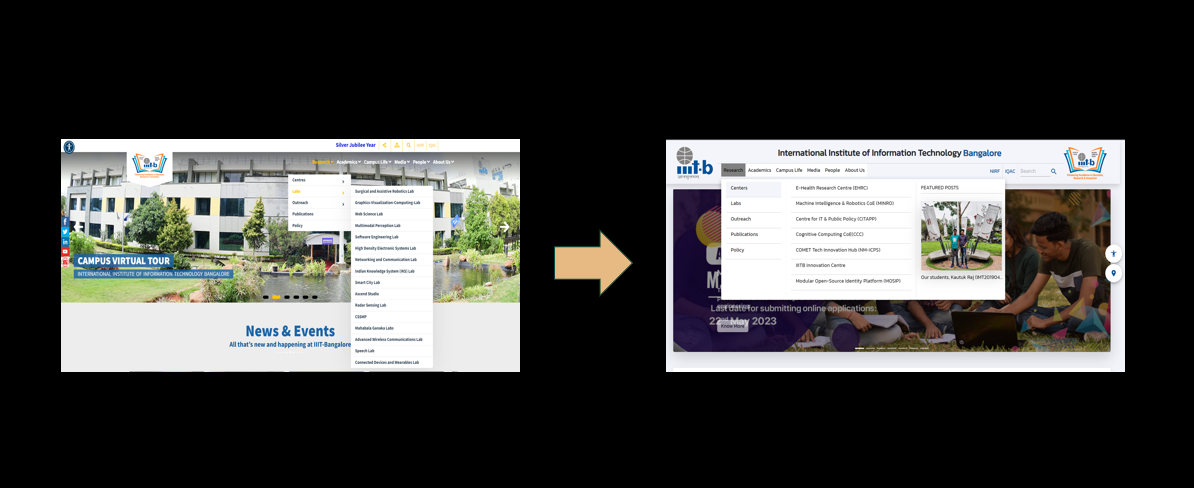 Silver Jubilee Year
NIRF
IQAC
iiit-b
Research
Academics
Campus Life
Media
People
About Us
Centres
Labs
Outreach
Publications
Policy
Surgical and Assistive Robotics Lab
Graphics-Visualization-Computing Lab
Web Science Lab
Multimodal Perception Lab
Software Engineering Lab
High Density Electronic Systems Lab
Networking and Communication Lab
Indian Knowledge System (IKS) Lab
Smart City Lab
Ascend Studio
Radar Sensing Lab
CSSMP
Mahabala Sanaka Labs
Advanced Wireless Communications Lab
Speech Lab
Connected Devices and Wearables Lab
CAMPUS VIRTUAL TOUR
INTERNATIONAL INSTITUTE OF INFORMATION TECHNOLOGY BANGALORE
News & Events
All that's new and happening at IIIT-Bangalore
iiit-b
International Institute of Information Technology Bangalore
Research
Academics
Campus Life
Media
People
About Us
NIRF
IQAC
Search
iiit-b
Centers
Labs
Outreach
Publications
Policy
E-Health Research Centre (EHRC)
Machine Intelligence & Robotics CoE (MINRO)
Centre for IT & Public Policy (CITAPP)
Cognitive Computing CoE(CCC)
COMET Tech Innovation Hub (NM-ICPS)
IIITB Innovation Centre
Modular Open-Source Identity Platform (MOSIP)
FEATURED POSTS
Our students, Kautuk Raj (IMT201904...
Last date for submitting online applications:
22nd May 2023
Know More